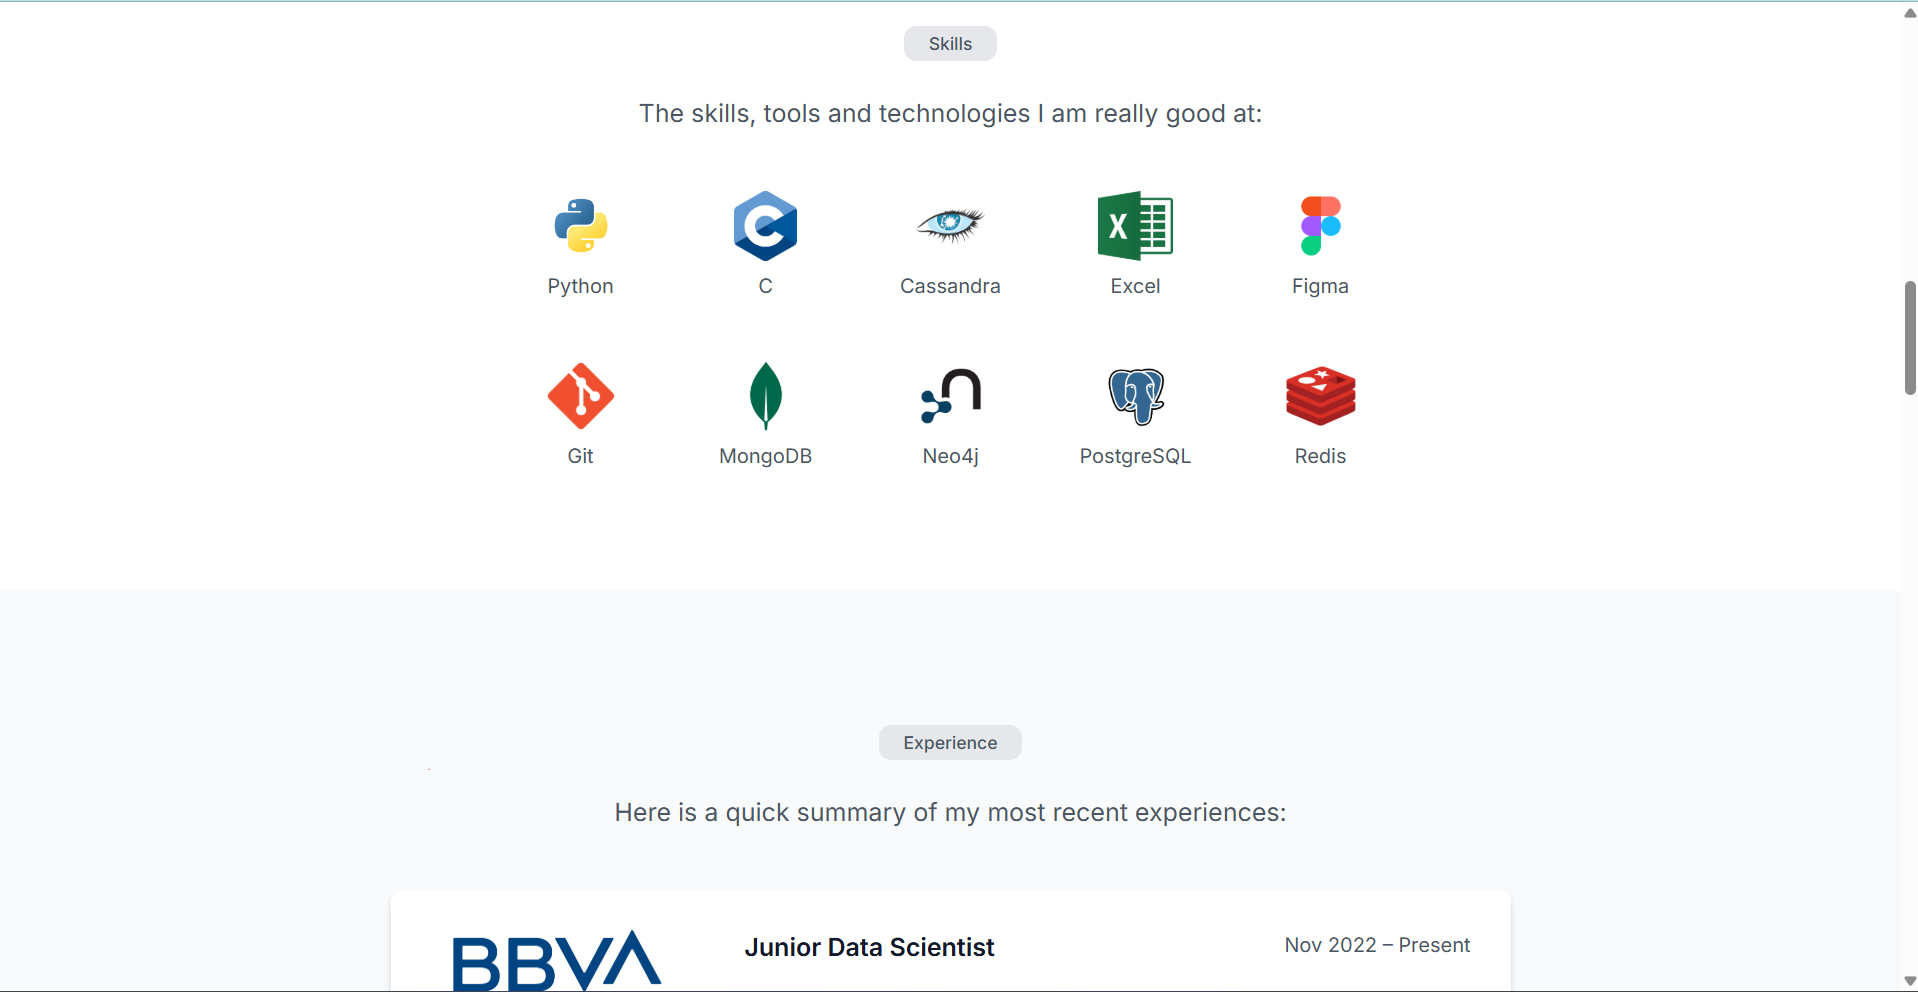 Skills
The skills, tools and technologies I am really good at:
Python C Cassandra Excel Figma
Git MongoDB Neo4j PostgreSQL Redis
Experience
Here is a quick summary of my most recent experiences:
BBVA Junior Data Scientist Nov 2022 – Present